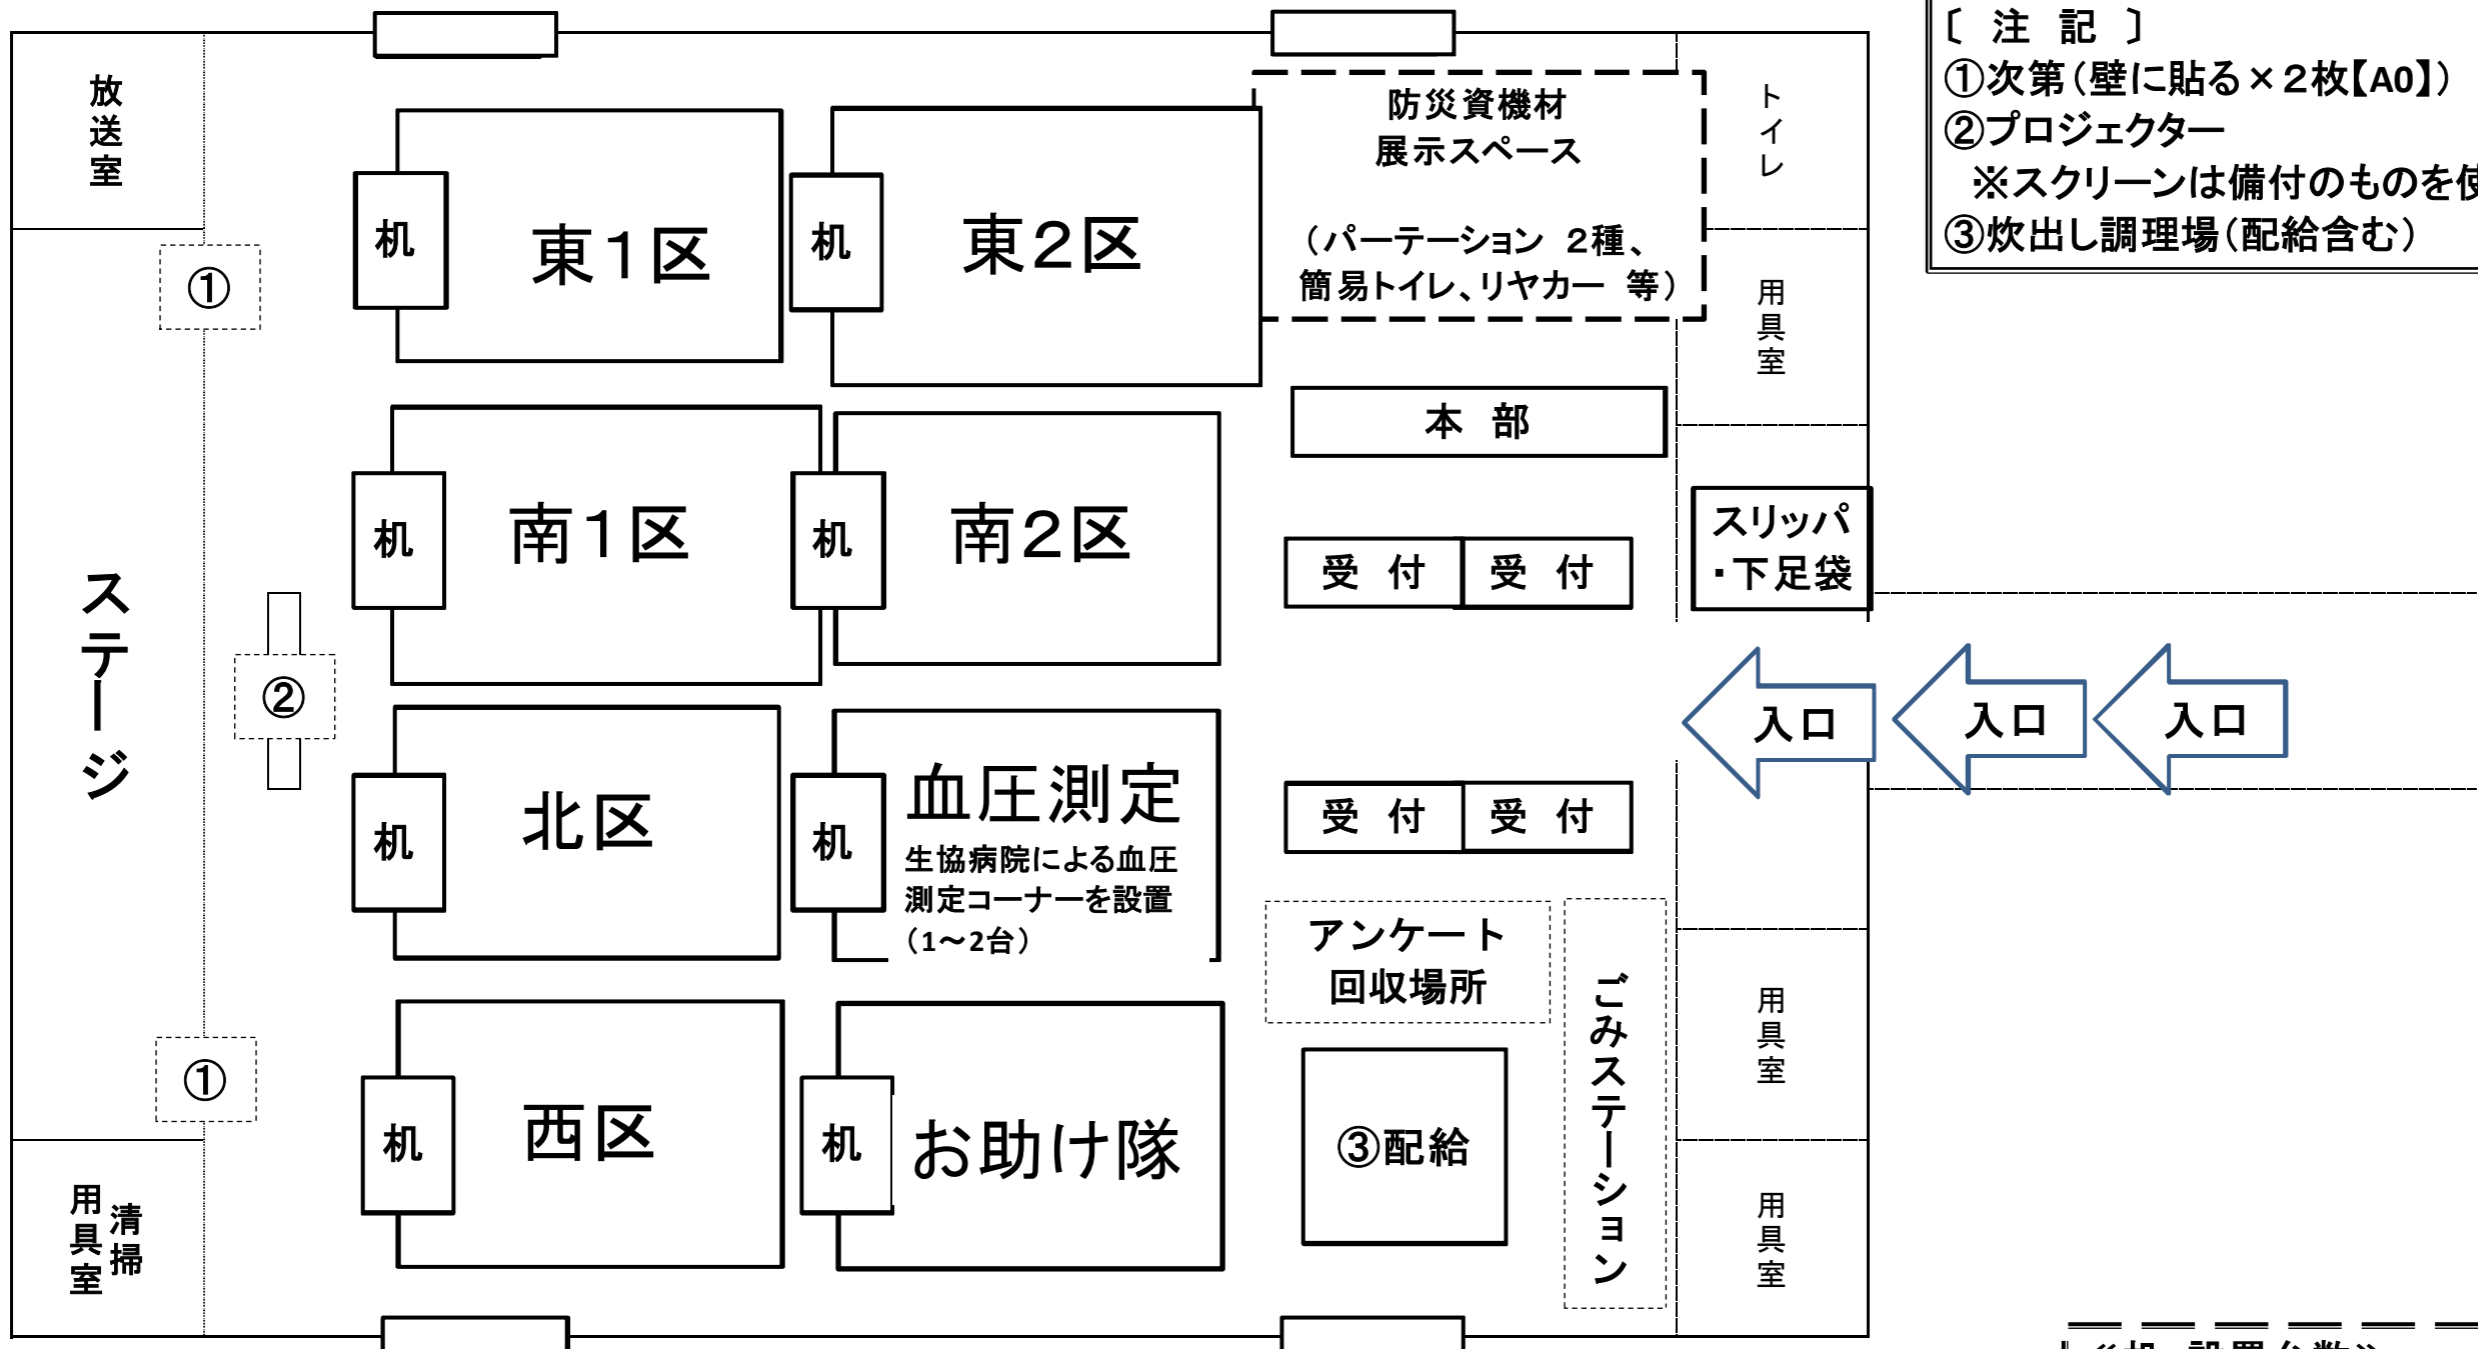 〔 注 記 〕
①次第（壁に貼る×２枚【A0】）
②プロジェクター
※スクリーンは備付のものを使
③炊出し調理場（配給含む）
放送室
ステージ
清掃
用具室
①
②
①
机
東１区
机
東２区
防災資機材
展示スペース
（パーテーション ２種、
簡易トイレ、リヤカー 等）
トイレ
用具室
本 部
机
南１区
机
南２区
受 付
受 付
スリッパ
・下足袋
入口
入口
入口
机
北区
机
血圧測定
生協病院による血圧
測定コーナーを設置
（1～2台）
受 付
受 付
アンケート
回収場所
ごみステーション
用具室
机
西区
机
お助け隊
③配給
用具室
≪机 設置台数≫